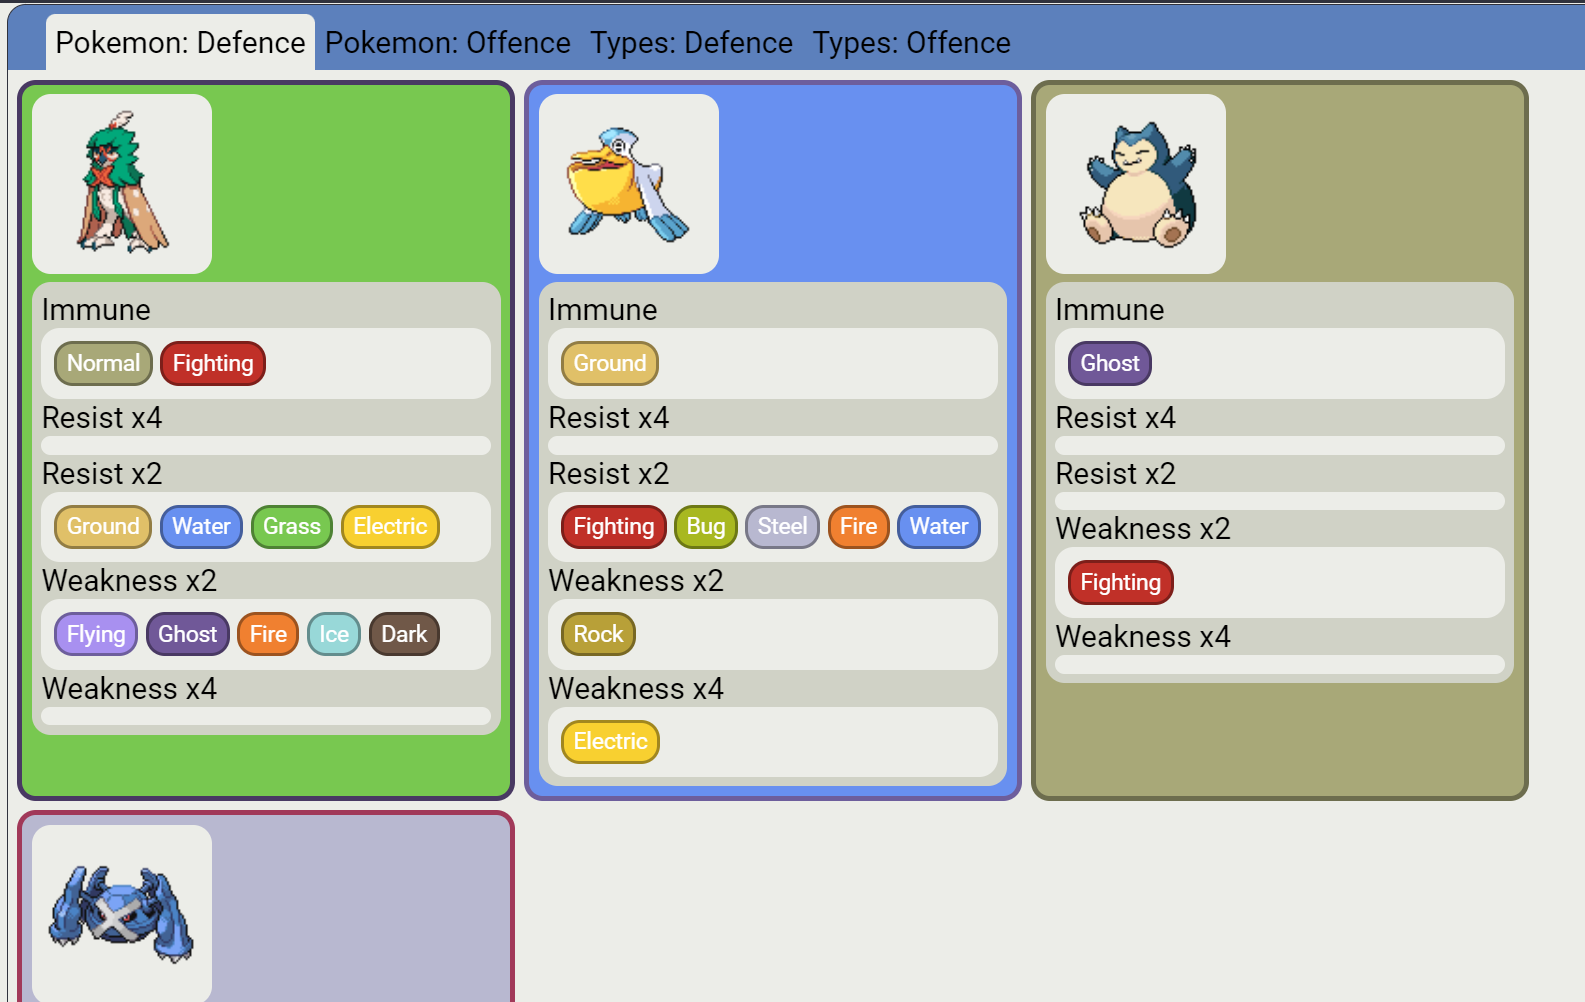 Pokemon: Defence Pokemon: Offence Types: Defence Types: Offence
Immune
Normal Fighting
Resist x4
Resist x2
Ground Water Grass Electric
Weakness x2
Flying Ghost Fire Ice Dark
Weakness x4
Immune
Ground
Resist x4
Resist x2
Fighting Bug Steel Fire Water
Weakness x2
Rock
Weakness x4
Electric
Immune
Ghost
Resist x4
Resist x2
Weakness x2
Fighting
Weakness x4